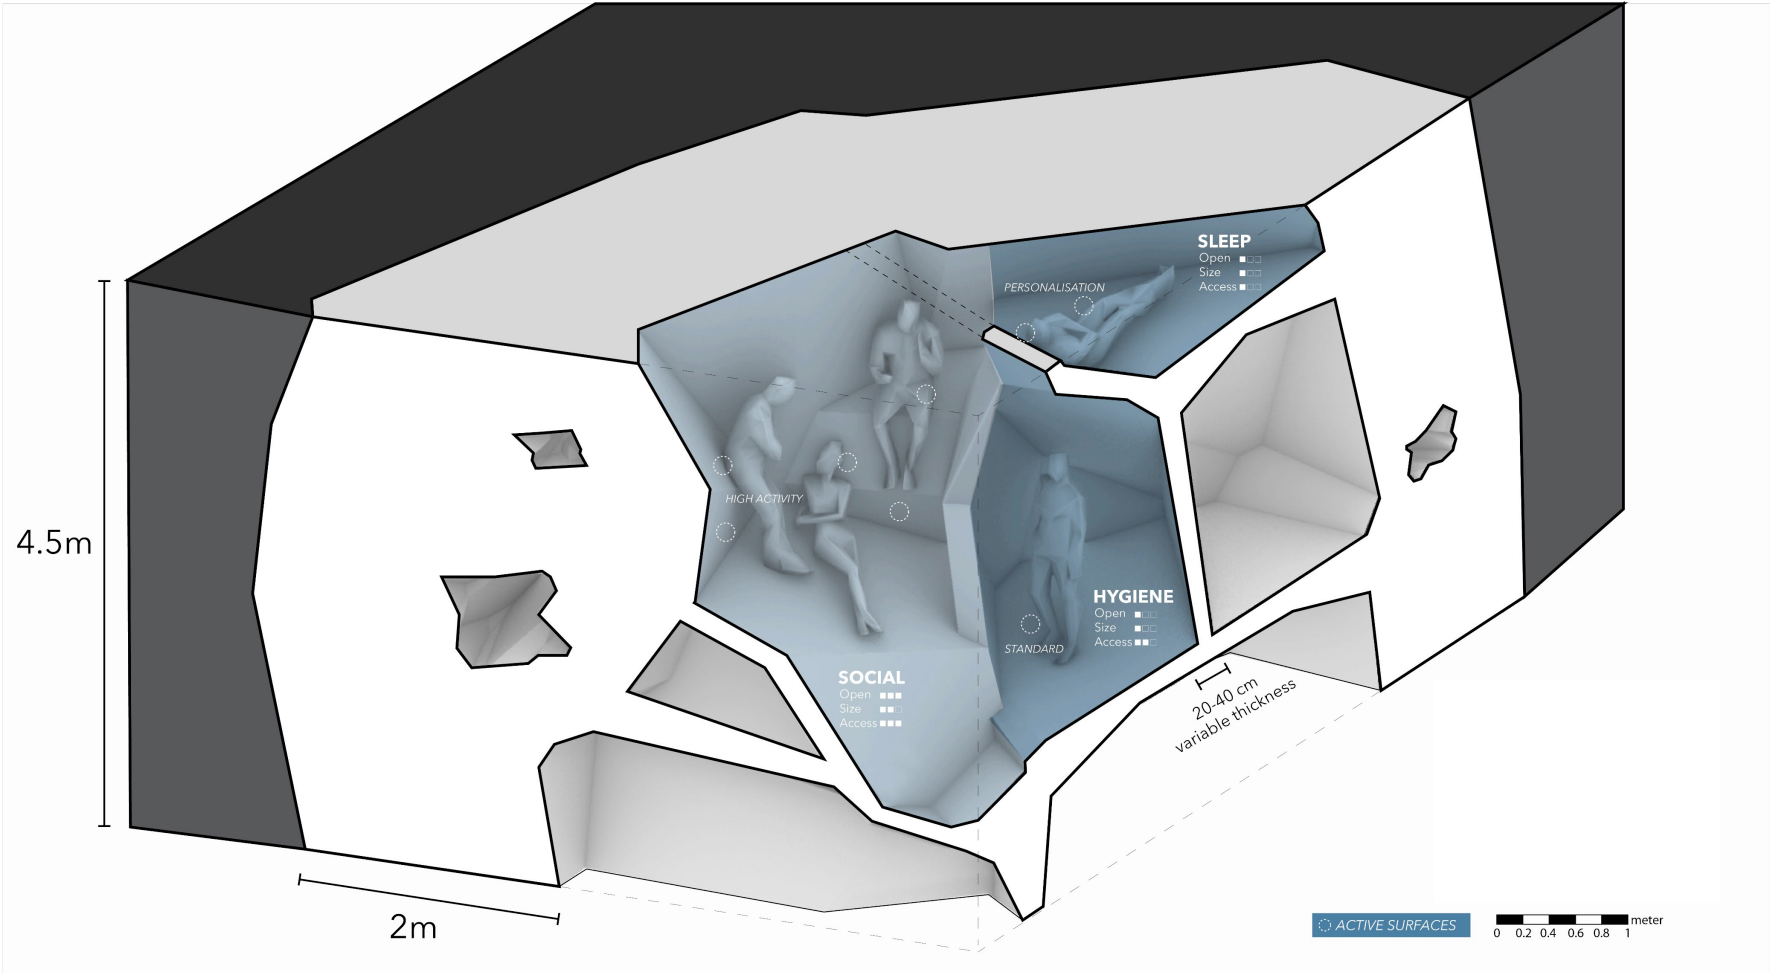 SLEEP
Open
Size
Access
PERSONALISATION
HIGH ACTIVITY
4.5m
HYGIENE
Open
Size
Access
STANDARD
SOCIAL
Open
Size
Access
20-40 cm
variable thickness
2m
ACTIVE SURFACES
meter
0 0.2 0.4 0.6 0.8 1